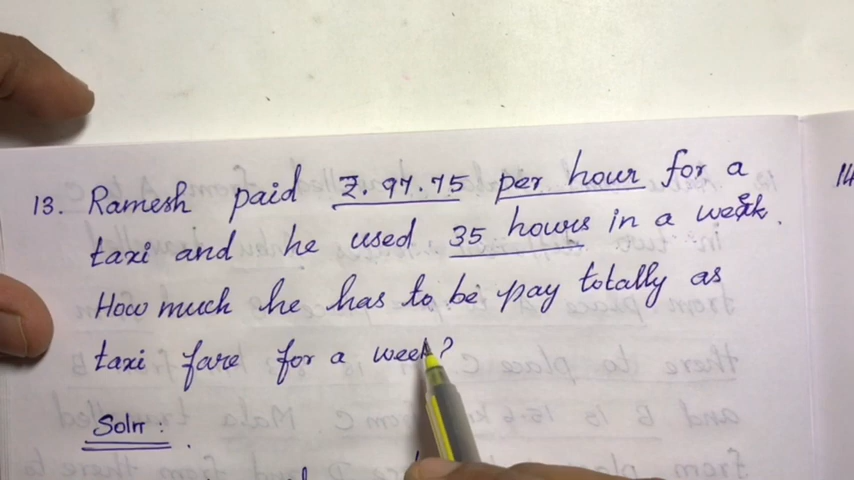 13. Ramesh paid ₹.97.75 per hour for a
taxi and he used 35 hours in a week.
How much he has to be pay totally as
taxi fare for a week?
Soln:
14